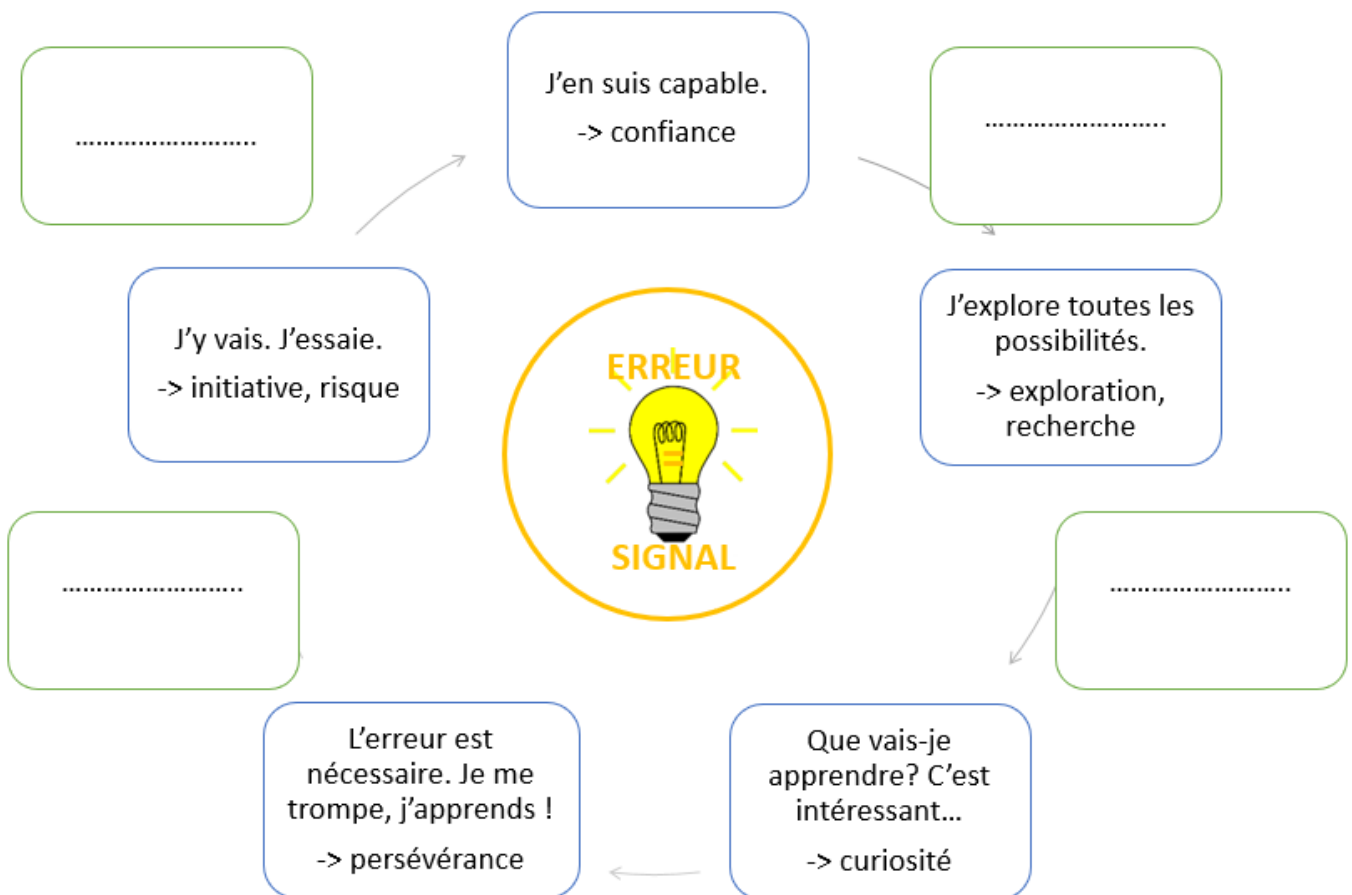 J'en suis capable.
-> confiance
……………………..
……………………..
J'y vais. J'essaie.
-> initiative, risque
J'explore toutes les
possibilités.
-> exploration,
recherche
ERREUR
=
SIGNAL
……………………..
……………………..
L'erreur est
nécessaire. Je me
trompe, j'apprends !
-> persévérance
Que vais-je
apprendre? C'est
intéressant…
-> curiosité